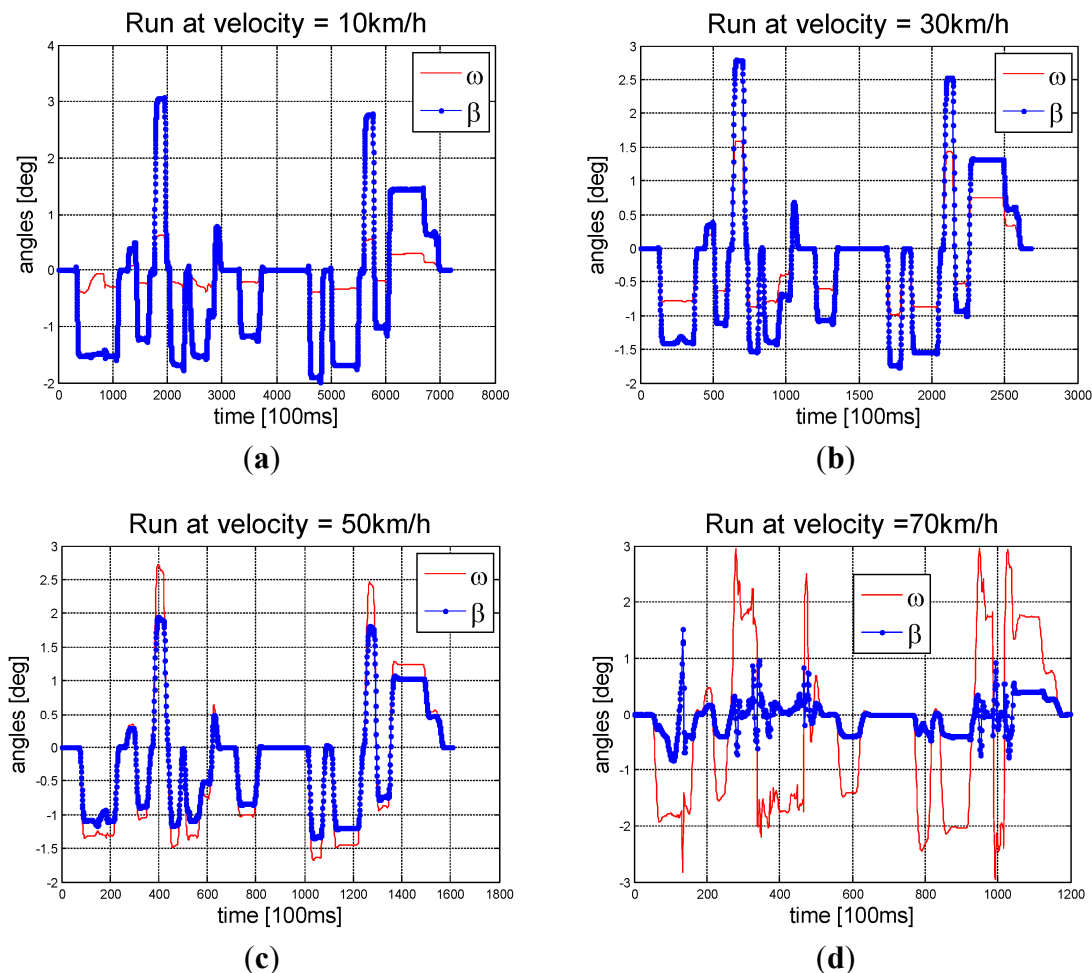 Run at velocity = 10km/h
4
3
2
1
0
-1
-2
angles [deg]
0 1000 2000 3000 4000 5000 6000 7000 8000
time [100ms]
ω
β
(a)
Run at velocity = 30km/h
3
2.5
2
1.5
1
0.5
0
-0.5
-1
-1.5
-2
angles [deg]
0 500 1000 1500 2000 2500 3000
time [100ms]
ω
β
(b)
Run at velocity = 50km/h
3
2.5
2
1.5
1
0.5
0
-0.5
-1
-1.5
-2
angles [deg]
0 200 400 600 800 1000 1200 1400 1600 1800
time [100ms]
ω
β
(c)
Run at velocity =70km/h
3
2
1
0
-1
-2
-3
angles [deg]
0 200 400 600 800 1000 1200
time [100ms]
ω
β
(d)